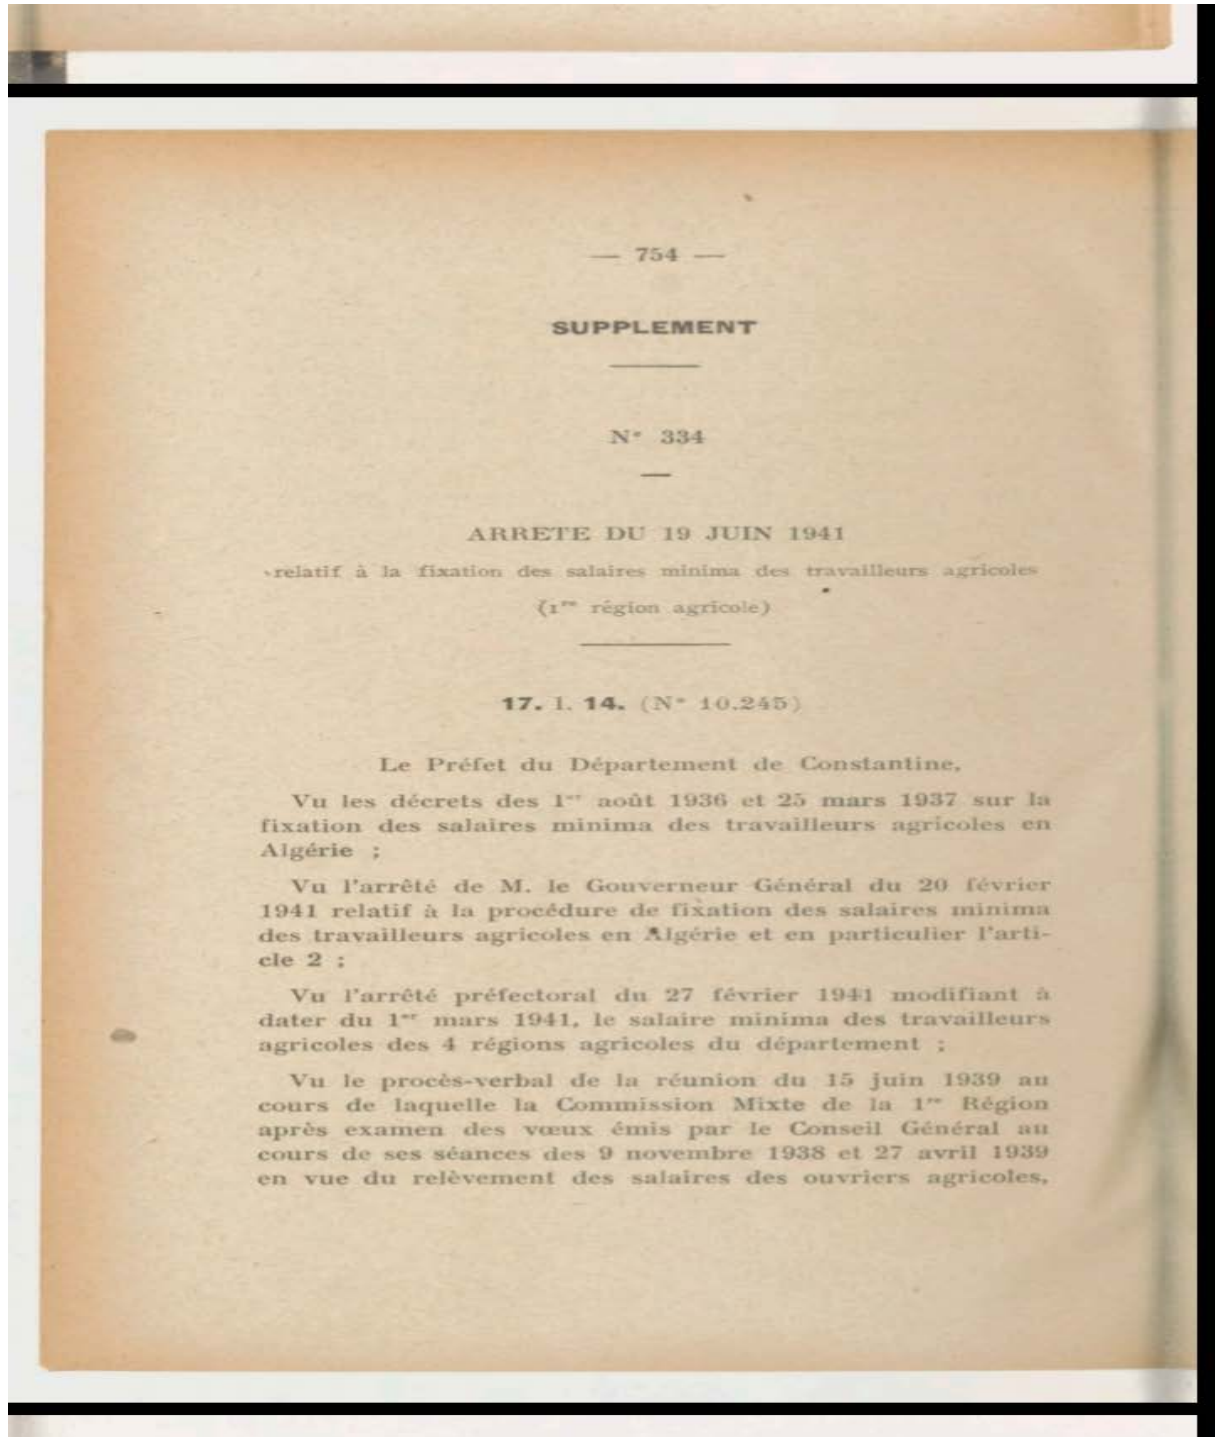 — 754 —
SUPPLEMENT
N° 334
ARRETE DU 19 JUIN 1941
relatif à la fixation des salaires minima des travailleurs agricoles
(1re région agricole)
17. I. 14. (N° 10.245)
Le Préfet du Département de Constantine,
Vu les décrets des 1er août 1936 et 25 mars 1937 sur la
fixation des salaires minima des travailleurs agricoles en
Algérie ;
Vu l'arrêté de M. le Gouverneur Général du 20 février
1941 relatif à la procédure de fixation des salaires minima
des travailleurs agricoles en Algérie et en particulier l'arti-
cle 2 ;
Vu l'arrêté préfectoral du 27 février 1941 modifiant à
dater du 1er mars 1941, le salaire minima des travailleurs
agricoles des 4 régions agricoles du département ;
Vu le procès-verbal de la réunion du 15 juin 1939 au
cours de laquelle la Commission Mixte de la 1re Région
après examen des vœux émis par le Conseil Général au
cours de ses séances des 9 novembre 1938 et 27 avril 1939
en vue du relèvement des salaires des ouvriers agricoles,